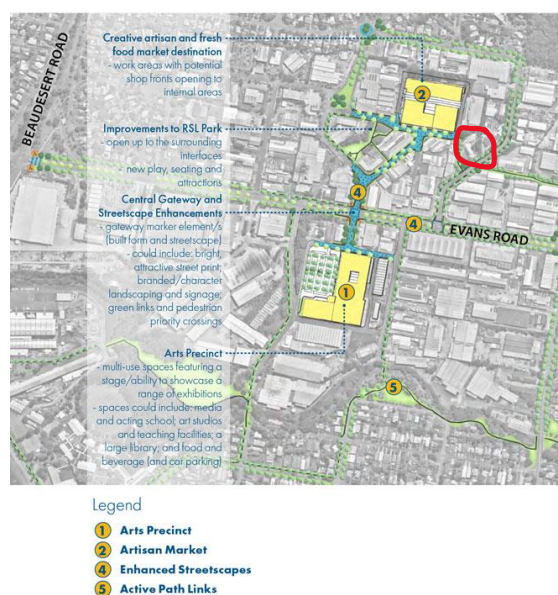 Creative artisan and fresh
food market destination
- work areas with potential
shop fronts opening to
internal areas
2
BEAUDESERT ROAD
Improvements to RSL Park
- open up to the surrounding
interfaces
- new play, seating and
attractions
4
Central Gateway and
Streetscape Enhancements
- gateway marker element/s
(built form and streetscape)
- could include: bright,
attractive street print;
branded/character
landscaping and signage;
green links and pedestrian
priority crossings
4
EVANS ROAD
1
Arts Precinct
- multi-use spaces featuring a
stage/ability to showcase a
range of exhibitions
- spaces could include: media
and acting school; art studios
and teaching facilities; a
large library; and food and
beverage (and car parking)
5
Legend
1 Arts Precinct
2 Artisan Market
4 Enhanced Streetscapes
5 Active Path Links